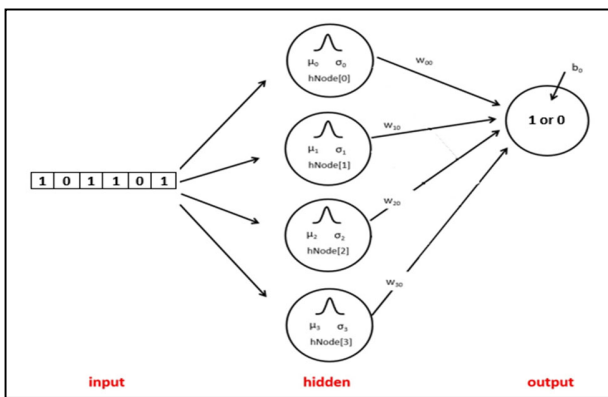 μ₀ σ₀
hNode[0]
w₀₀
b₀
1 or 0
μ₁ σ₁
hNode[1]
w₁₀
1 0 1 1 0 1
μ₂ σ₂
hNode[2]
w₂₀
μ₃ σ₃
hNode[3]
w₃₀
input hidden output